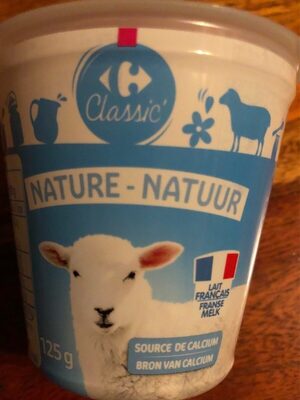 Classic'
NATURE - NATUUR
LAIT
FRANÇAIS
FRANSE
MELK
125g
SOURCE DE CALCIUM
BRON VAN CALCIUM